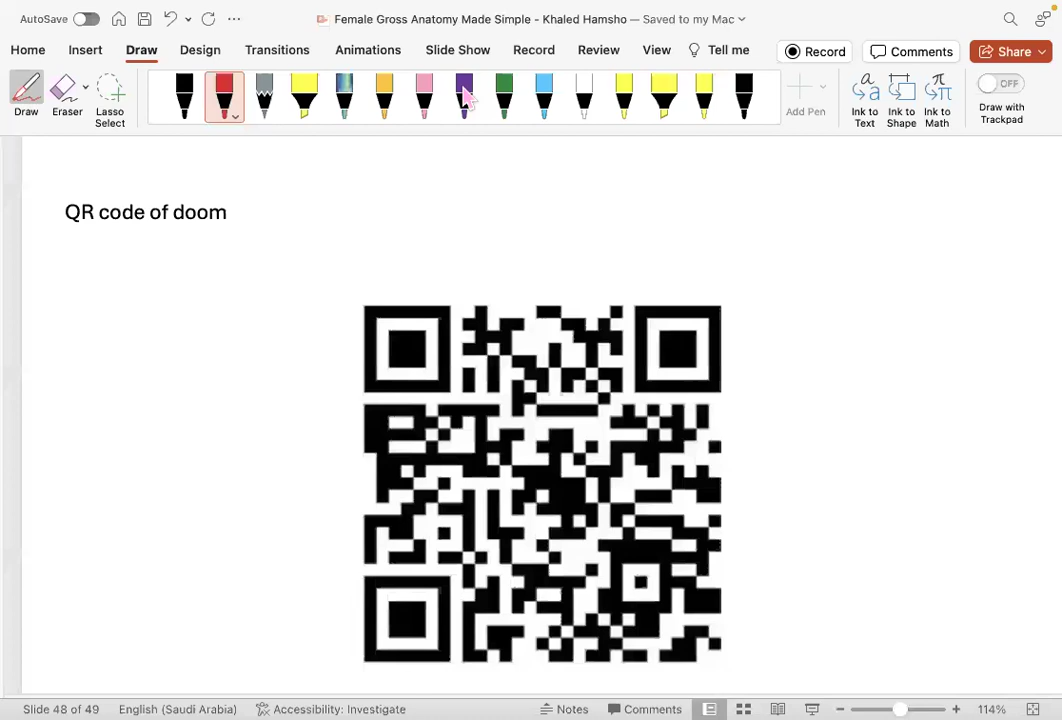 AutoSave
Female Gross Anatomy Made Simple - Khaled Hamsho — Saved to my Mac
Home Insert Draw Design Transitions Animations Slide Show Record Review View Tell me Record Comments Share
Draw Eraser Lasso Select Add Pen Ink to Text Ink to Shape Ink to Math OFF Draw with Trackpad
QR code of doom
Slide 48 of 49 English (Saudi Arabia) Accessibility: Investigate Notes Comments 114%